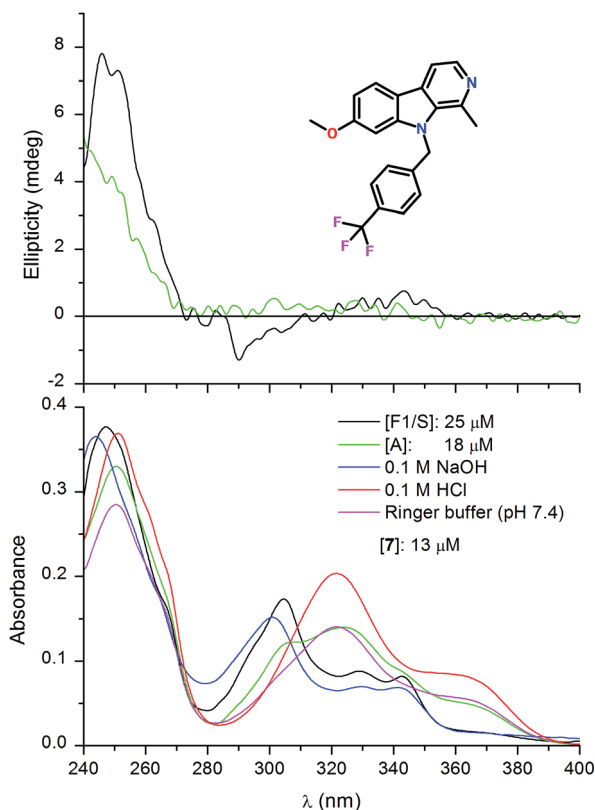 8
6
4
2
0
-2
Ellipticity (mdeg)
N
O
N
F
F
F
0.4
0.3
0.2
0.1
0.0
Absorbance
[F1/S]: 25 μM
[A]: 18 μM
0.1 M NaOH
0.1 M HCl
Ringer buffer (pH 7.4)
[7]: 13 μM
240 260 280 300 320 340 360 380 400
λ (nm)